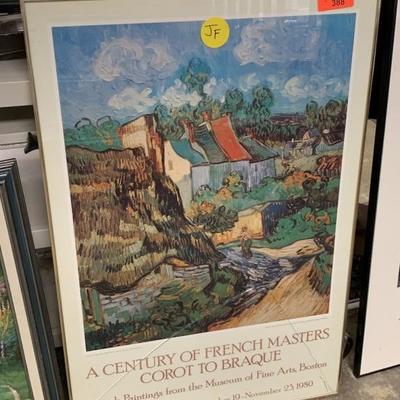 388
JF
A CENTURY OF FRENCH MASTERS
COROT TO BRAQUE
Paintings from the Museum of Fine Arts, Boston
19-November 23, 1980